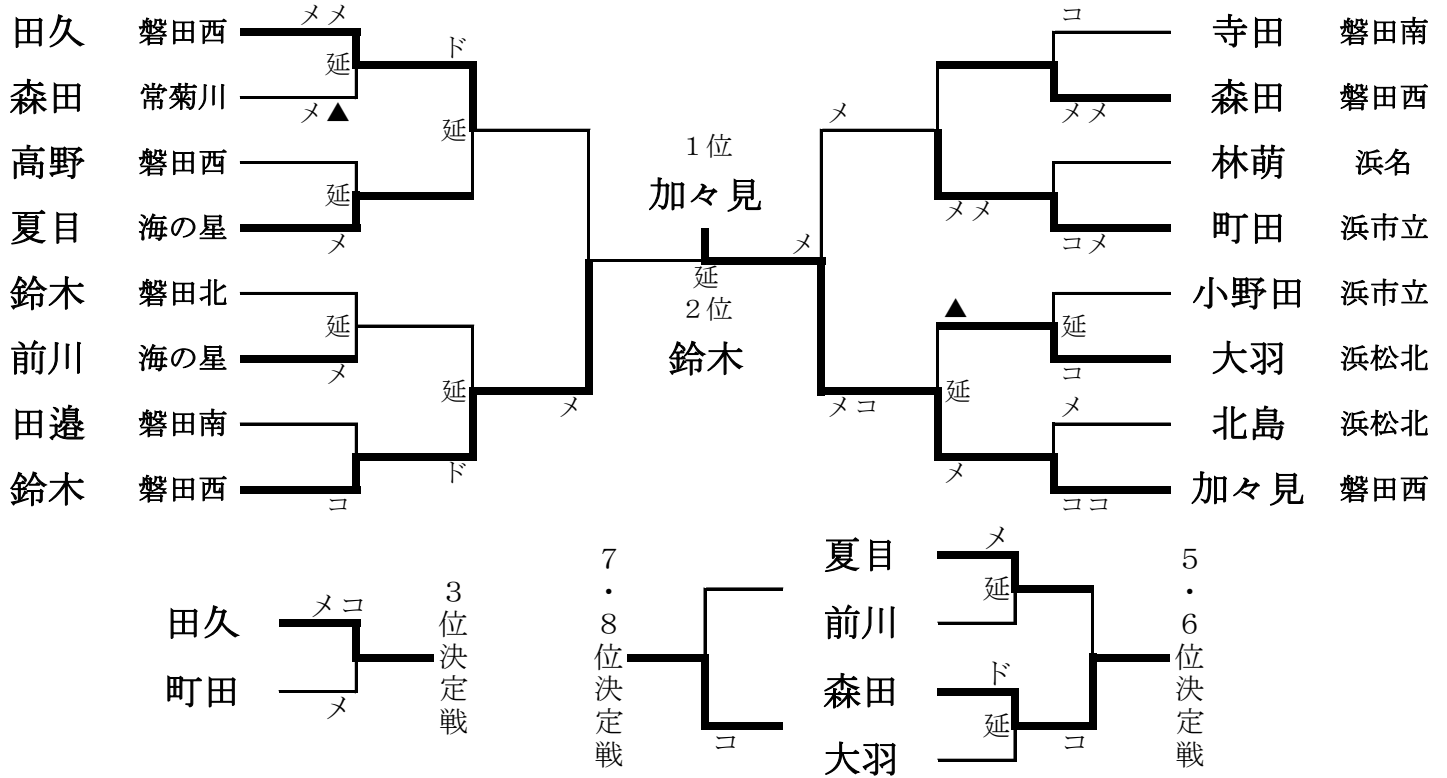 メメ
田久 磐田西
延
森田 常菊川
メ▲
ド
延
高野 磐田西
延
夏目 海の星
メ
鈴木 磐田北
延
前川 海の星
メ
延
ド
田邉 磐田南
鈴木 磐田西
コ
メ
1位
加々見
メ
延
2位
鈴木
コ
寺田 磐田南
森田 磐田西
メメ
メ
林萌 浜名
メメ
町田 浜市立
コメ
小野田 浜市立
▲
延
大羽 浜松北
コ
メコ
延
メ
メ
北島 浜松北
加々見 磐田西
ココ
メコ
田久
町田
メ
3位決定戦
7・8位決定戦
コ
夏目
メ
延
前川
森田
ド
延
大羽
コ
5・6位決定戦